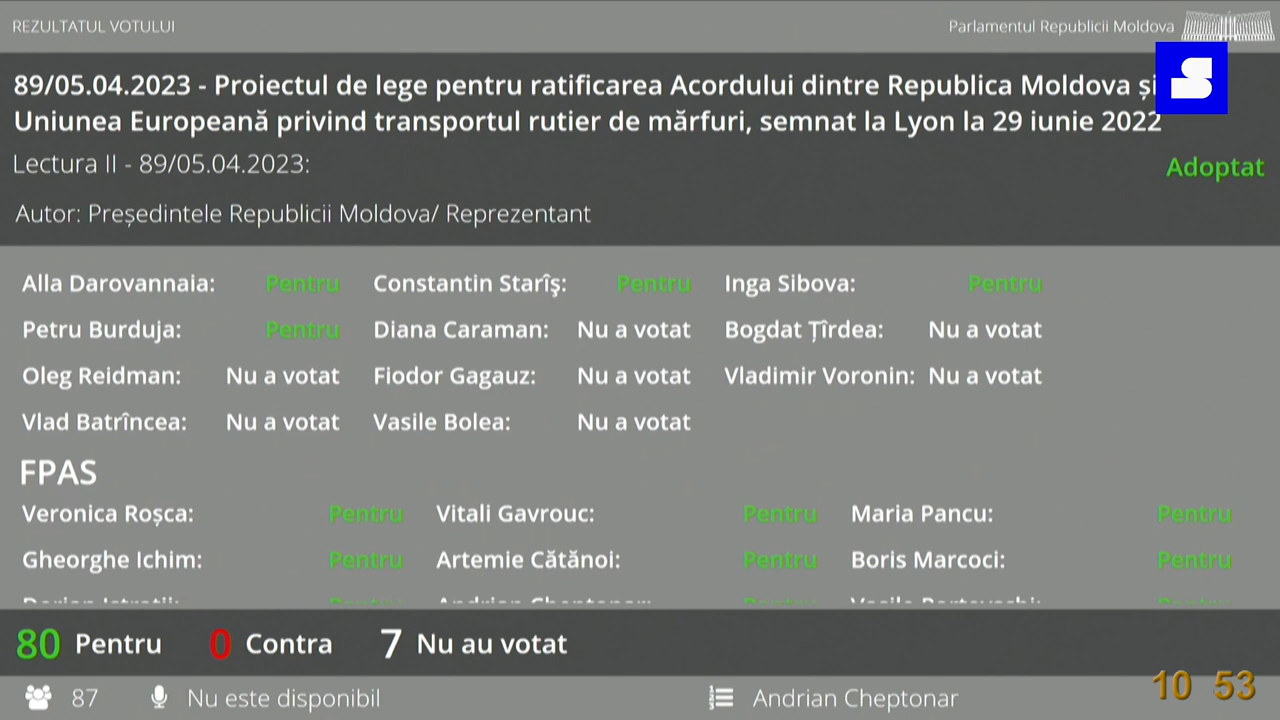 REZULTATUL VOTULUI
Parlamentul Republicii Moldova
89/05.04.2023 - Proiectul de lege pentru ratificarea Acordului dintre Republica Moldova și
Uniunea Europeană privind transportul rutier de mărfuri, semnat la Lyon la 29 iunie 2022
Lectura II - 89/05.04.2023:
Adoptat
Autor: Președintele Republicii Moldova/ Reprezentant
Alla Darovannaia: Pentru Constantin Starîş: Pentru Inga Sibova: Pentru
Petru Burduja: Pentru Diana Caraman: Nu a votat Bogdat Țîrdea: Nu a votat
Oleg Reidman: Nu a votat Fiodor Gagauz: Nu a votat Vladimir Voronin: Nu a votat
Vlad Batrîncea: Nu a votat Vasile Bolea: Nu a votat
FPAS
Veronica Roșca: Pentru Vitali Gavrouc: Pentru Maria Pancu: Pentru
Gheorghe Ichim: Pentru Artemie Cătănoi: Pentru Boris Marcoci: Pentru
80 Pentru 0 Contra 7 Nu au votat
87 Nu este disponibil Andrian Cheptonar
10 53